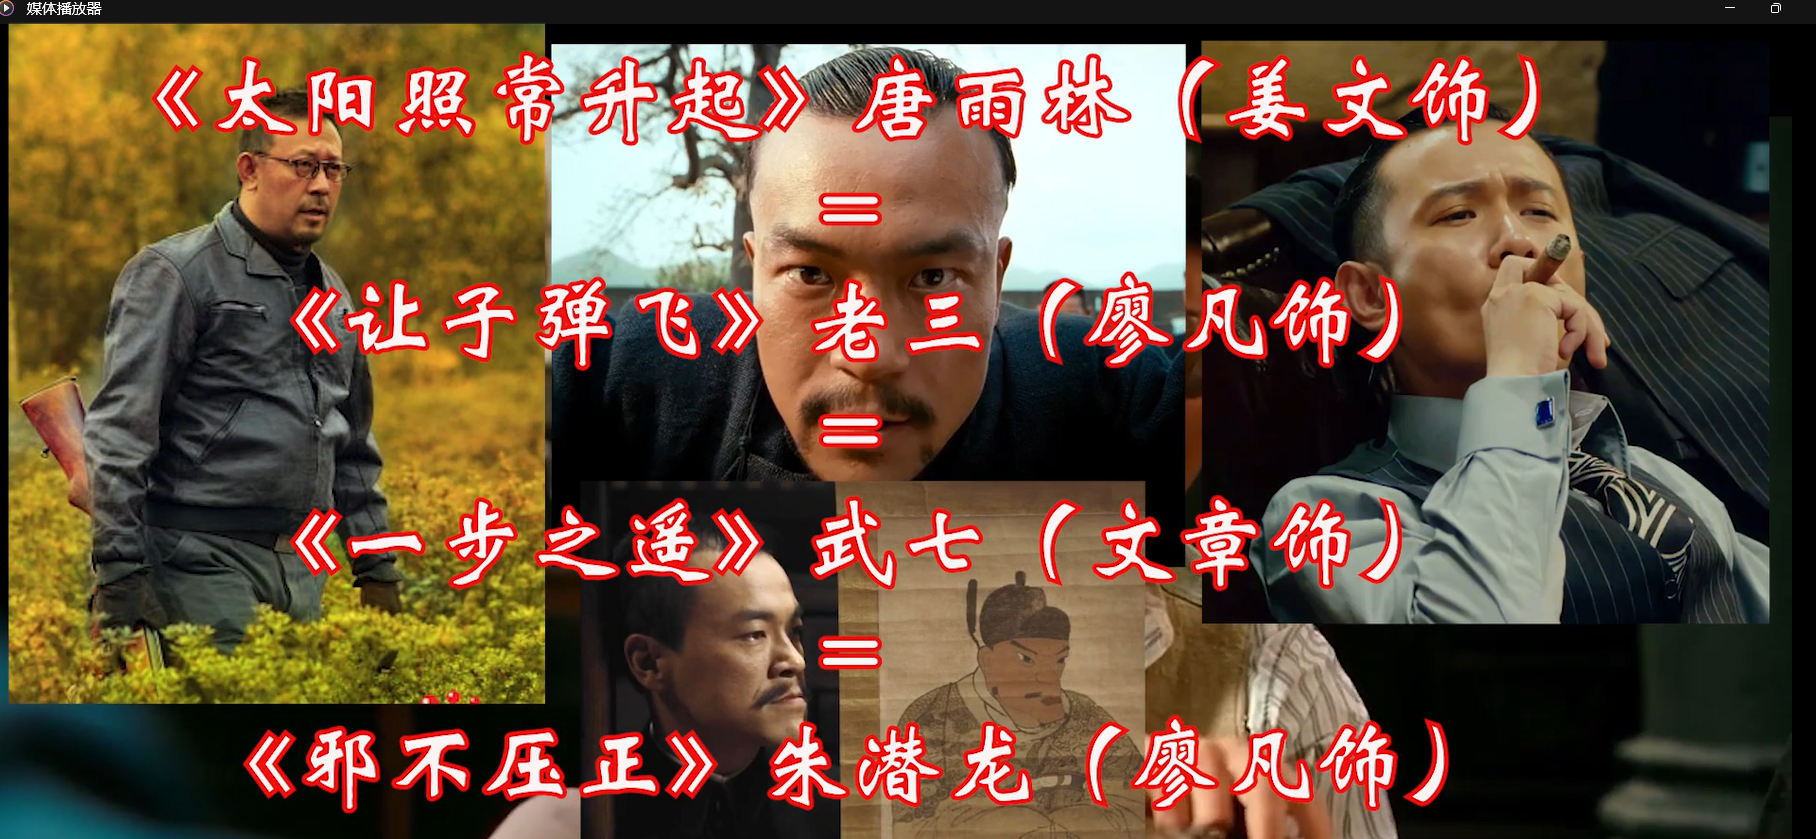 媒体播放器
《太阳照常升起》唐雨林（姜文饰）
=
《让子弹飞》老三（廖凡饰）
=
《一步之遥》武七（文章饰）
=
《邪不压正》朱潜龙（廖凡饰）